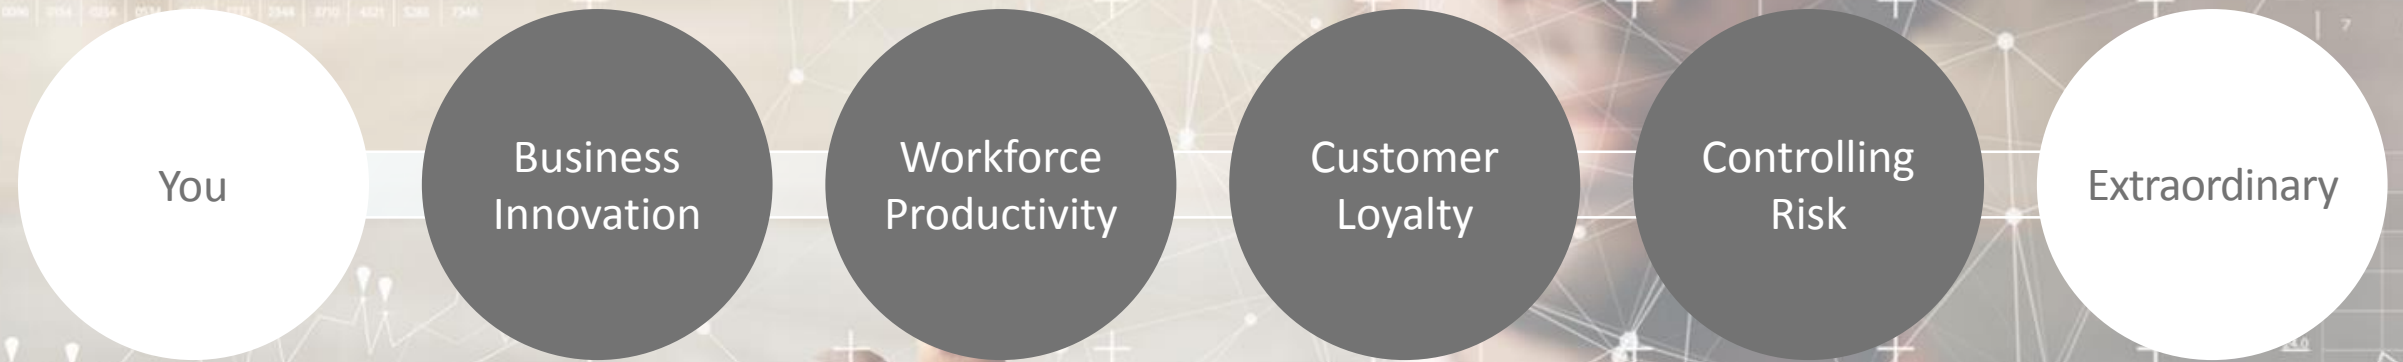 You
Business
Innovation
Workforce
Productivity
Customer
Loyalty
Controlling
Risk
Extraordinary